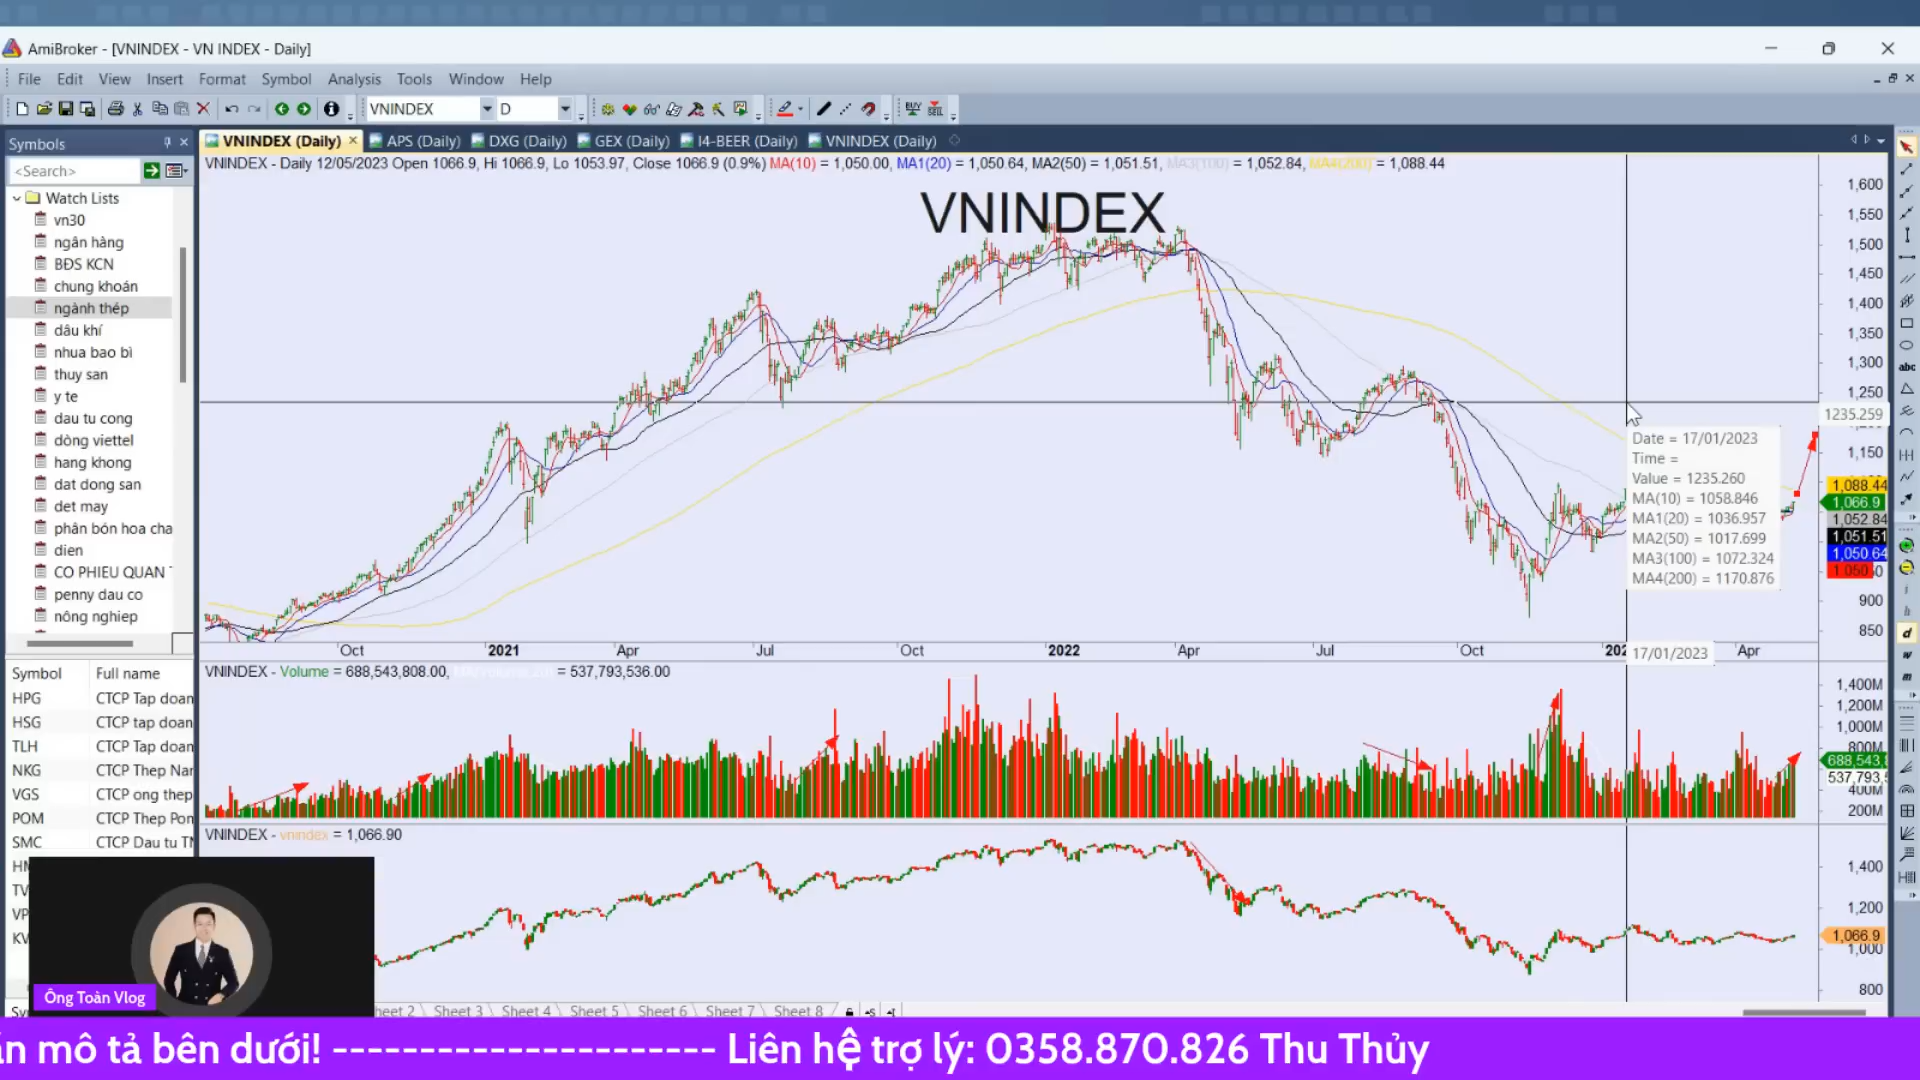 AmiBroker - [VNINDEX - VN INDEX - Daily]
File Edit View Insert Format Symbol Analysis Tools Window Help
VNINDEX D BUY SELL
Symbols
<Search>
Watch Lists
vn30
ngân hàng
BĐS KCN
chung khoán
ngành thép
dầu khí
nhua bao bì
thuy san
y te
dau tu cong
dòng viettel
hang khong
dat dong san
det may
phân bón hoa cha
dien
CO PHIEU QUAN
penny dau co
nông nghiep
Symbol Full name
HPG CTCP Tap doan
HSG CTCP tap doan
TLH CTCP Tap doan
NKG CTCP Thep Nar
VGS CTCP ong thep
POM CTCP Thep Pon
SMC CTCP Dau tu TN
VNINDEX (Daily) APS (Daily) DXG (Daily) GEX (Daily) I4-BEER (Daily) VNINDEX (Daily)
VNINDEX - Daily 12/05/2023 Open 1066.9, Hi 1066.9, Lo 1053.97, Close 1066.9 (0.9%) MA(10) = 1,050.00, MA1(20) = 1,050.64, MA2(50) = 1,051.51, MA3(100) = 1,052.84, MA4(200) = 1,088.44
VNINDEX
1,600
1,550
1,500
1,450
1,400
1,350
1,300
1,250
1235.259
1,150
1,088.44
1,066.9
1,052.84
1,051.51
1,050.64
900
850
Date = 17/01/2023
Time =
Value = 1235.260
MA(10) = 1058.846
MA1(20) = 1036.957
MA2(50) = 1017.699
MA3(100) = 1072.324
MA4(200) = 1170.876
Oct 2021 Apr Jul Oct 2022 Apr Jul Oct 202 17/01/2023 Apr
VNINDEX - Volume = 688,543,808.00, = 537,793,536.00
1,400M
1,200M
1,000M
800M
688,543
537,793
400M
200M
VNINDEX - vnindex = 1,066.90
1,400
1,200
1,066.9
1,000
800
abc
d
w
m
Sheet 3 Sheet 4 Sheet 5 Sheet 6 Sheet 7 Sheet 8
Ông Toàn Vlog
ần mô tả bên dưới! ---------------------- Liên hệ trợ lý: 0358.870.826 Thu Thủy